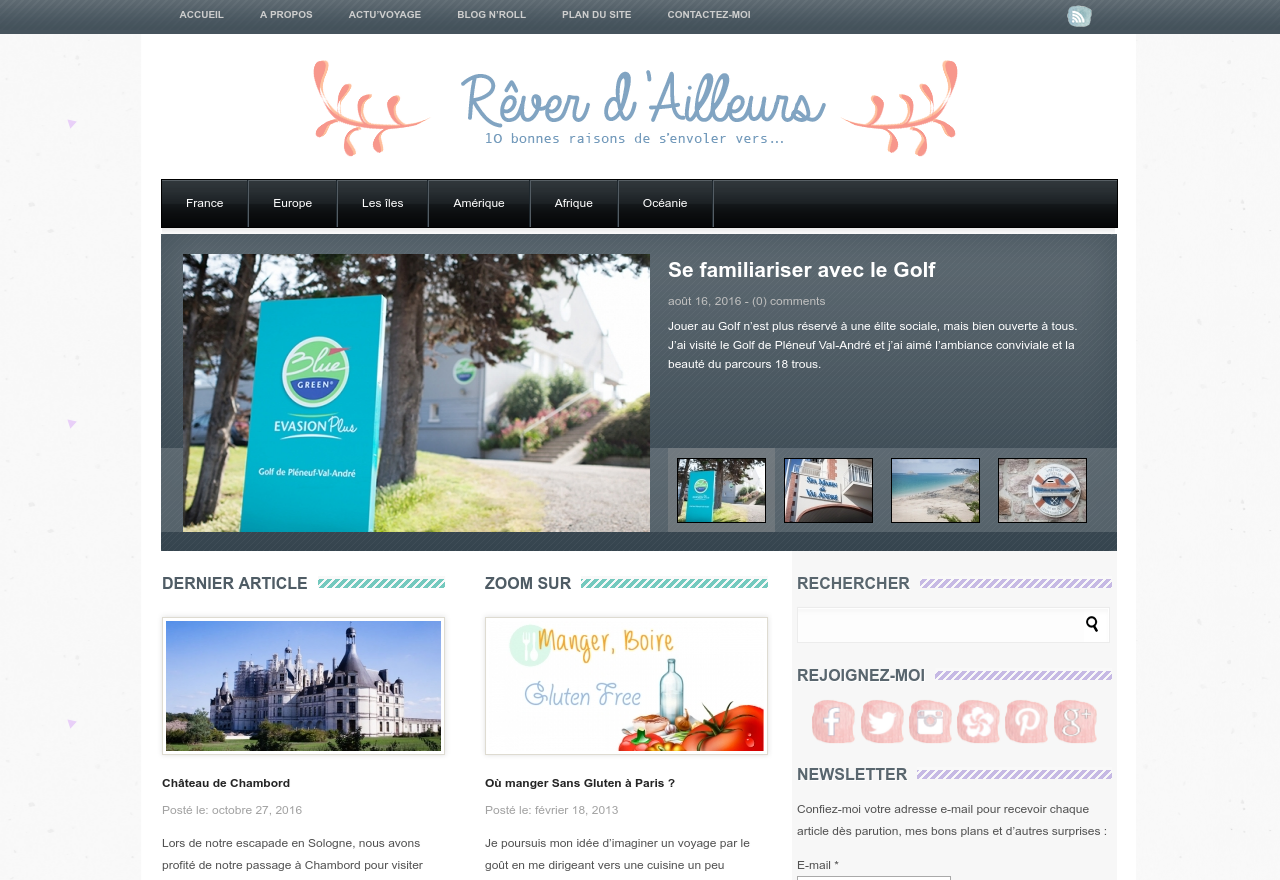 ACCUEIL A PROPOS ACTU'VOYAGE BLOG N'ROLL PLAN DU SITE CONTACTEZ-MOI
Rêver d'Ailleurs
10 bonnes raisons de s'envoler vers...
France Europe Les îles Amérique Afrique Océanie
Se familiariser avec le Golf
août 16, 2016 - (0) comments
Jouer au Golf n'est plus réservé à une élite sociale, mais bien ouverte à tous.
J'ai visité le Golf de Pléneuf Val-André et j'ai aimé l'ambiance conviviale et la
beauté du parcours 18 trous.
Blue
GREEN®
EVASION Plus
Golf de Pléneuf-Val-André
DERNIER ARTICLE
Château de Chambord
Posté le: octobre 27, 2016
Lors de notre escapade en Sologne, nous avons
profité de notre passage à Chambord pour visiter
ZOOM SUR
Manger, Boire
Gluten Free
Où manger Sans Gluten à Paris ?
Posté le: février 18, 2013
Je poursuis mon idée d'imaginer un voyage par le
goût en me dirigeant vers une cuisine un peu
RECHERCHER
REJOIGNEZ-MOI
NEWSLETTER
Confiez-moi votre adresse e-mail pour recevoir chaque
article dès parution, mes bons plans et d'autres surprises :
E-mail *